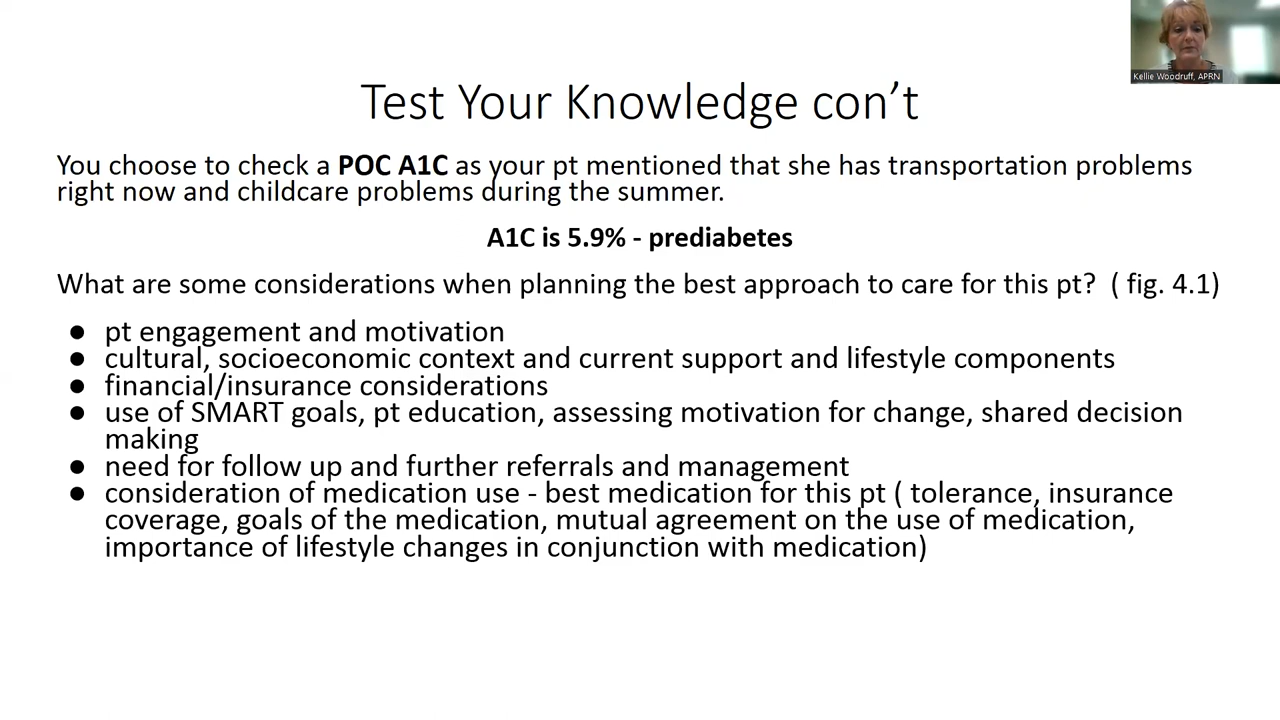 Kellie Woodruff, APRN
Test Your Knowledge con’t
You choose to check a POC A1C as your pt mentioned that she has transportation problems
right now and childcare problems during the summer.
A1C is 5.9% - prediabetes
What are some considerations when planning the best approach to care for this pt?  ( fig. 4.1)
● pt engagement and motivation
● cultural, socioeconomic context and current support and lifestyle components
● financial/insurance considerations
● use of SMART goals, pt education, assessing motivation for change, shared decision
making
● need for follow up and further referrals and management
● consideration of medication use - best medication for this pt ( tolerance, insurance
coverage, goals of the medication, mutual agreement on the use of medication,
importance of lifestyle changes in conjunction with medication)